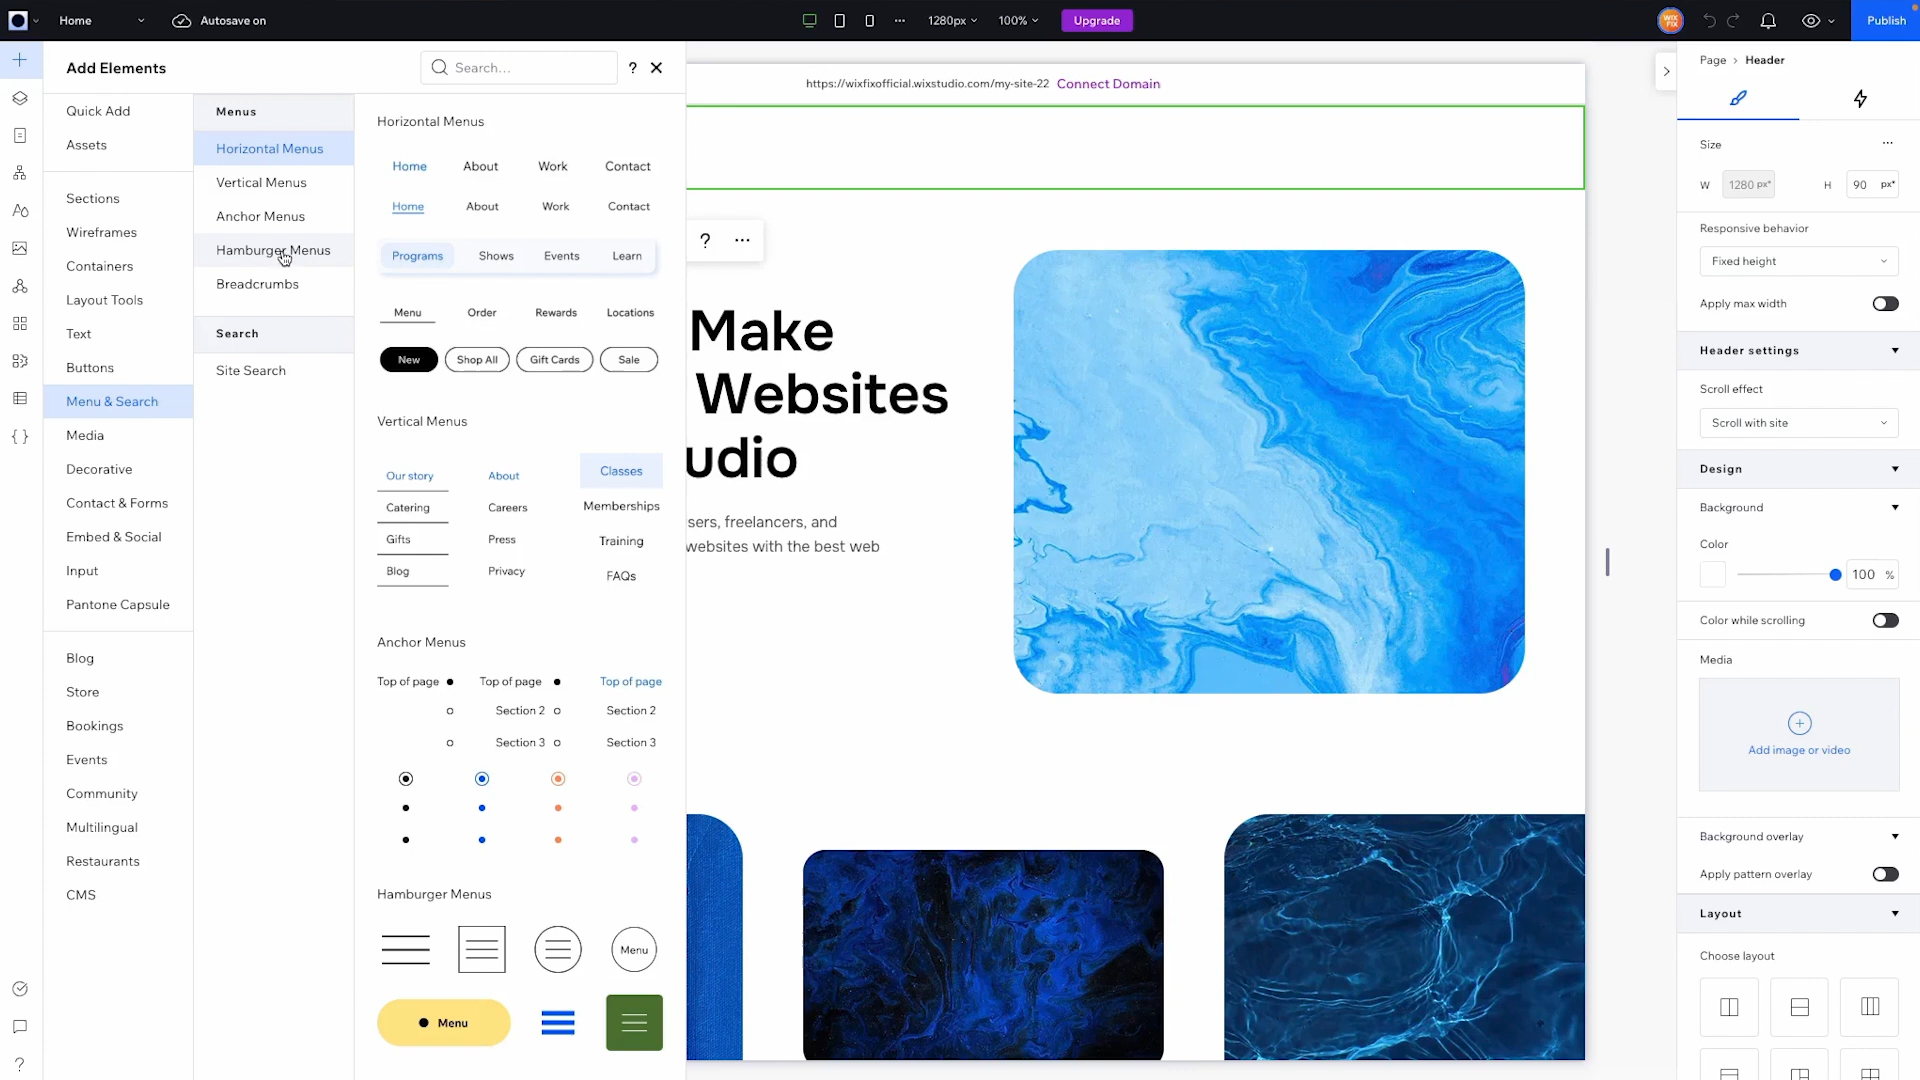 Home
Autosave on
1280px
100%
Upgrade
WIX
FIX
Publish
Add Elements
Search...
?
Quick Add
Assets
Sections
Wireframes
Containers
Layout Tools
Text
Buttons
Menu & Search
Media
Decorative
Contact & Forms
Embed & Social
Input
Pantone Capsule
Blog
Store
Bookings
Events
Community
Multilingual
Restaurants
CMS
Menus
Horizontal Menus
Vertical Menus
Anchor Menus
Hamburger Menus
Breadcrumbs
Search
Site Search
Horizontal Menus
Home About Work Contact
Home About Work Contact
Programs Shows Events Learn
Menu Order Rewards Locations
New Shop All Gift Cards Sale
Vertical Menus
Our story About Classes
Catering Careers Memberships
Gifts Press Training
Blog Privacy FAQs
Anchor Menus
Top of page Top of page Top of page
Section 2 Section 2
Section 3 Section 3
Hamburger Menus
Menu
Menu
https://wixfixofficial.wixstudio.com/my-site-22 Connect Domain
?
Make
Websites
udio
sers, freelancers, and
websites with the best web
Page > Header
Size
W 1280 px* H 90 px*
Responsive behavior
Fixed height
Apply max width
Header settings
Scroll effect
Scroll with site
Design
Background
Color
100 %
Color while scrolling
Media
Add image or video
Background overlay
Apply pattern overlay
Layout
Choose layout